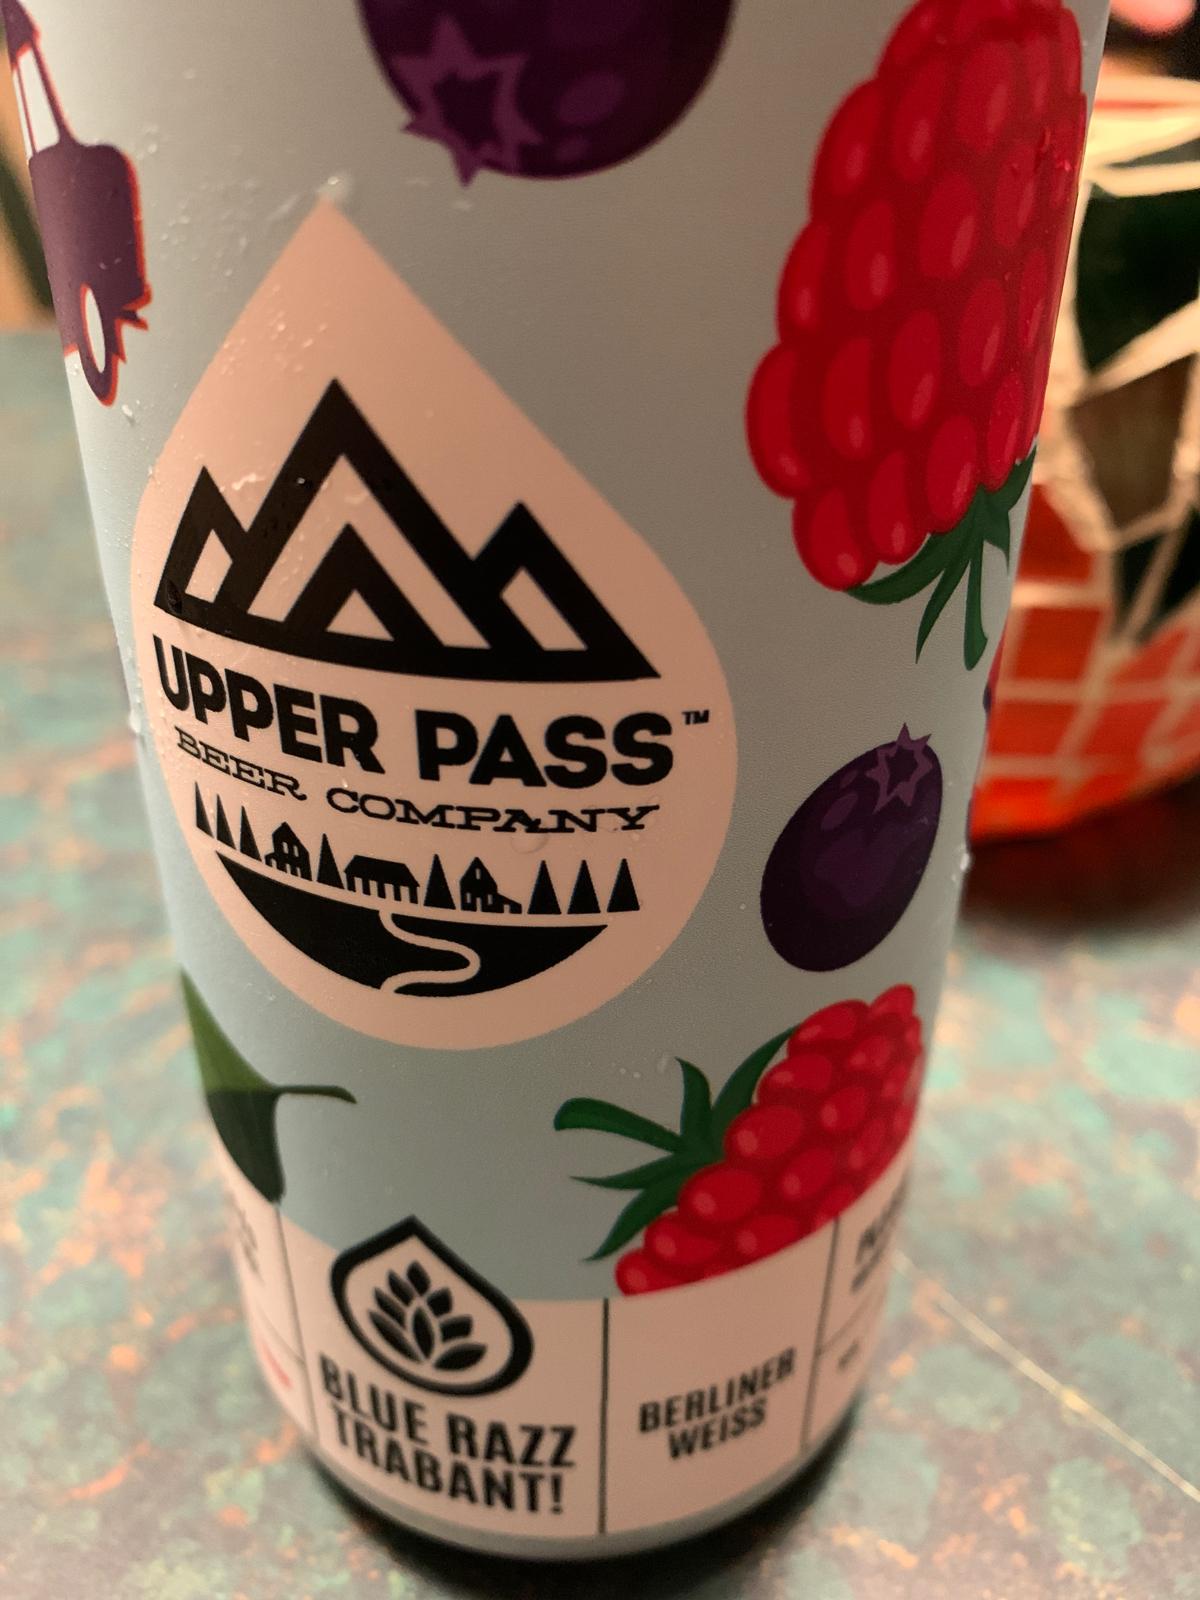 UPPER PASS™
BEER COMPANY
BLUE RAZZ
TRABANT!
BERLINER
WEISS